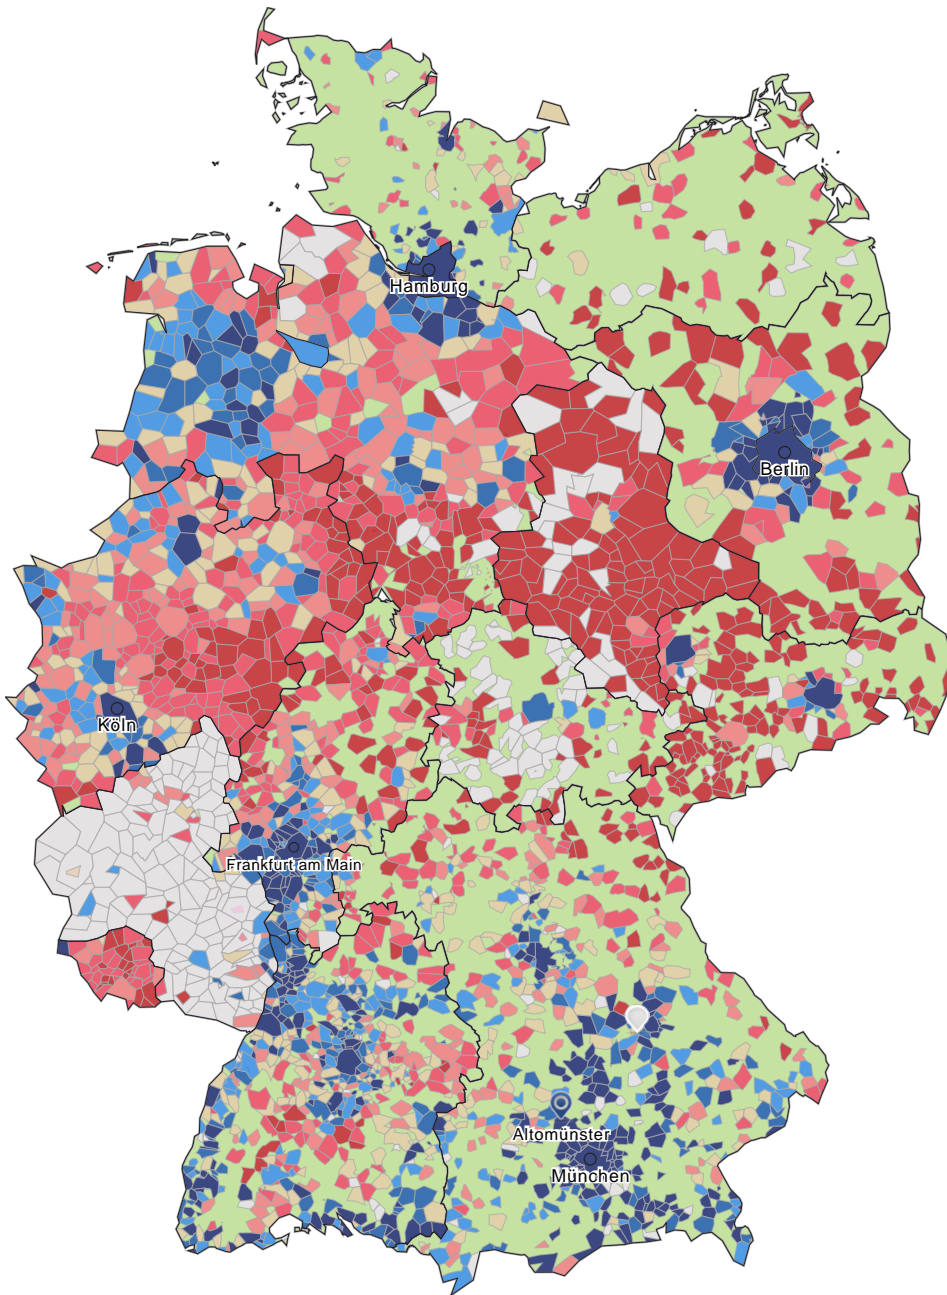 Hamburg
Berlin
Köln
Frankfurt am Main
Altomünster
München